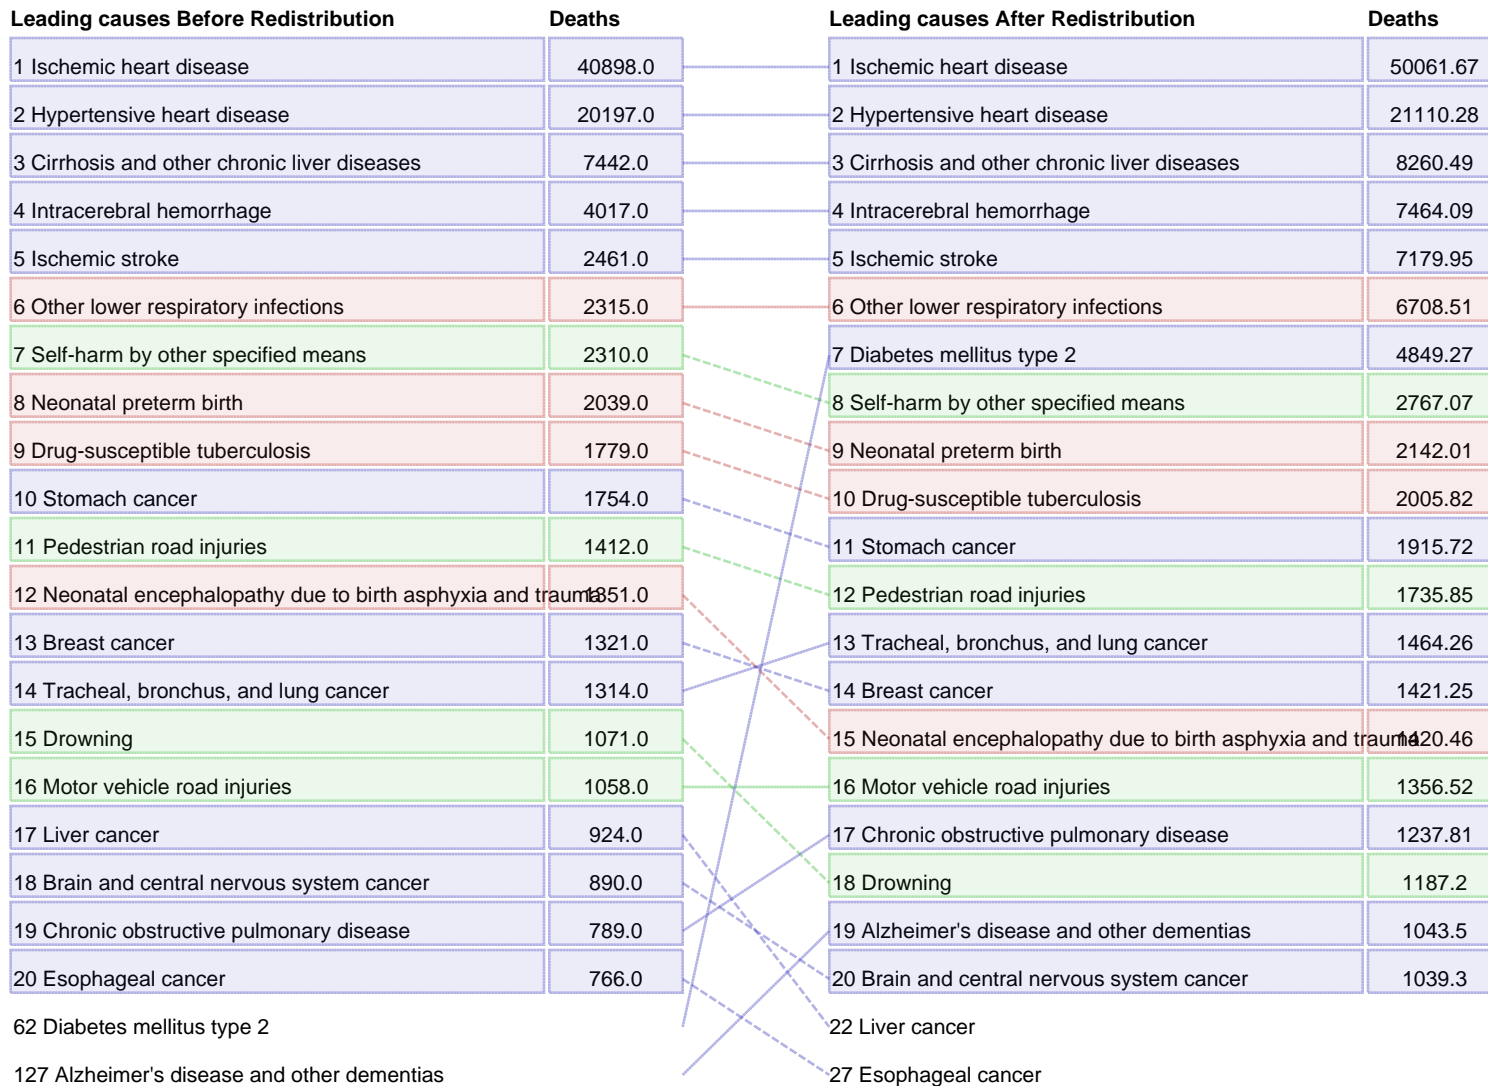 Leading causes Before Redistribution Deaths Leading causes After Redistribution Deaths
1 Ischemic heart disease 40898.0 1 Ischemic heart disease 50061.67
2 Hypertensive heart disease 20197.0 2 Hypertensive heart disease 21110.28
3 Cirrhosis and other chronic liver diseases 7442.0 3 Cirrhosis and other chronic liver diseases 8260.49
4 Intracerebral hemorrhage 4017.0 4 Intracerebral hemorrhage 7464.09
5 Ischemic stroke 2461.0 5 Ischemic stroke 7179.95
6 Other lower respiratory infections 2315.0 6 Other lower respiratory infections 6708.51
7 Self-harm by other specified means 2310.0 7 Diabetes mellitus type 2 4849.27
8 Neonatal preterm birth 2039.0 8 Self-harm by other specified means 2767.07
9 Drug-susceptible tuberculosis 1779.0 9 Neonatal preterm birth 2142.01
10 Stomach cancer 1754.0 10 Drug-susceptible tuberculosis 2005.82
11 Pedestrian road injuries 1412.0 11 Stomach cancer 1915.72
12 Neonatal encephalopathy due to birth asphyxia and trauma 1351.0 12 Pedestrian road injuries 1735.85
13 Breast cancer 1321.0 13 Tracheal, bronchus, and lung cancer 1464.26
14 Tracheal, bronchus, and lung cancer 1314.0 14 Breast cancer 1421.25
15 Drowning 1071.0 15 Neonatal encephalopathy due to birth asphyxia and trauma 1420.46
16 Motor vehicle road injuries 1058.0 16 Motor vehicle road injuries 1356.52
17 Liver cancer 924.0 17 Chronic obstructive pulmonary disease 1237.81
18 Brain and central nervous system cancer 890.0 18 Drowning 1187.2
19 Chronic obstructive pulmonary disease 789.0 19 Alzheimer's disease and other dementias 1043.5
20 Esophageal cancer 766.0 20 Brain and central nervous system cancer 1039.3
62 Diabetes mellitus type 2 22 Liver cancer
127 Alzheimer's disease and other dementias 27 Esophageal cancer